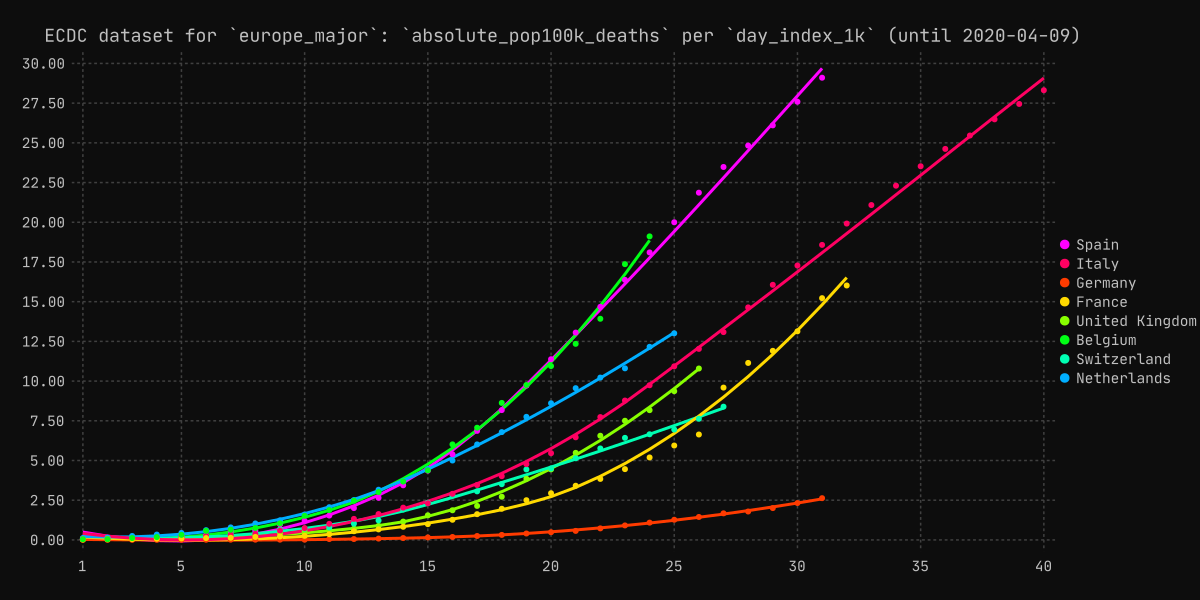 ECDC dataset for `europe_major`: `absolute_pop100k_deaths` per `day_index_1k` (until 2020-04-09)
30.00
27.50
25.00
22.50
20.00
17.50
15.00
12.50
10.00
7.50
5.00
2.50
0.00
1 5 10 15 20 25 30 35 40
Spain
Italy
Germany
France
United Kingdom
Belgium
Switzerland
Netherlands